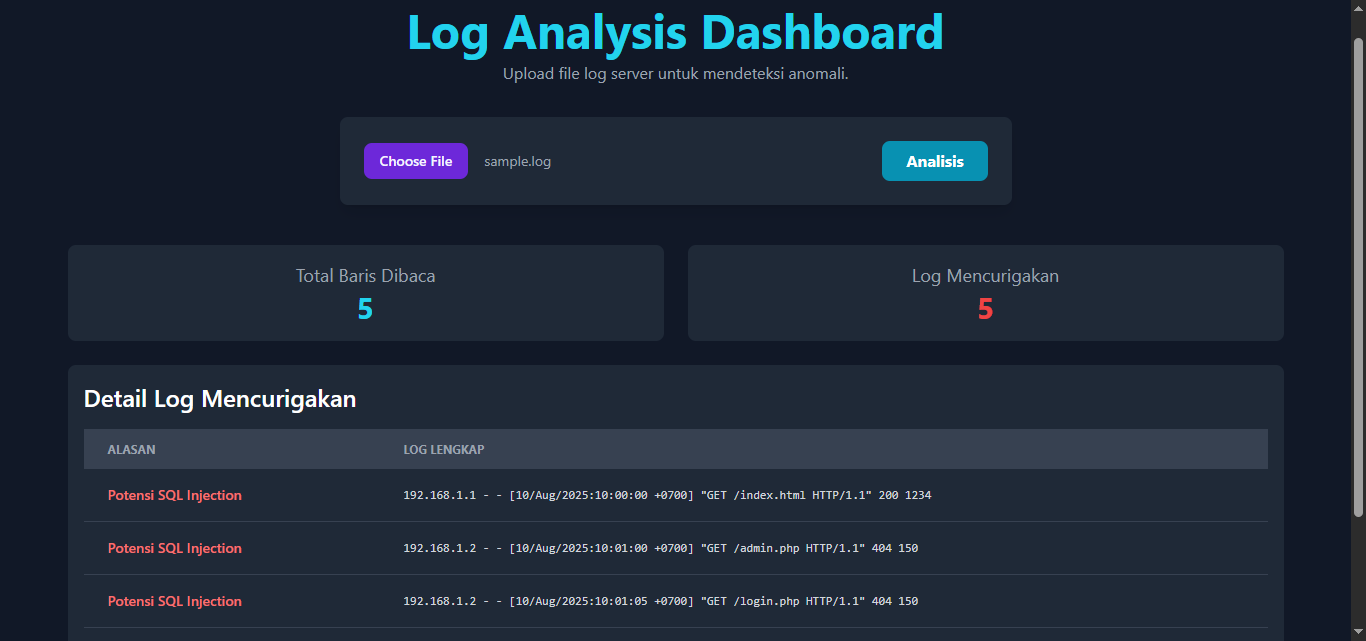 Log Analysis Dashboard
Upload file log server untuk mendeteksi anomali.
Choose File sample.log Analisis
Total Baris Dibaca Log Mencurigakan
5 5
Detail Log Mencurigakan
ALASAN LOG LENGKAP
Potensi SQL Injection 192.168.1.1 - - [10/Aug/2025:10:00:00 +0700] "GET /index.html HTTP/1.1" 200 1234
Potensi SQL Injection 192.168.1.2 - - [10/Aug/2025:10:01:00 +0700] "GET /admin.php HTTP/1.1" 404 150
Potensi SQL Injection 192.168.1.2 - - [10/Aug/2025:10:01:05 +0700] "GET /login.php HTTP/1.1" 404 150